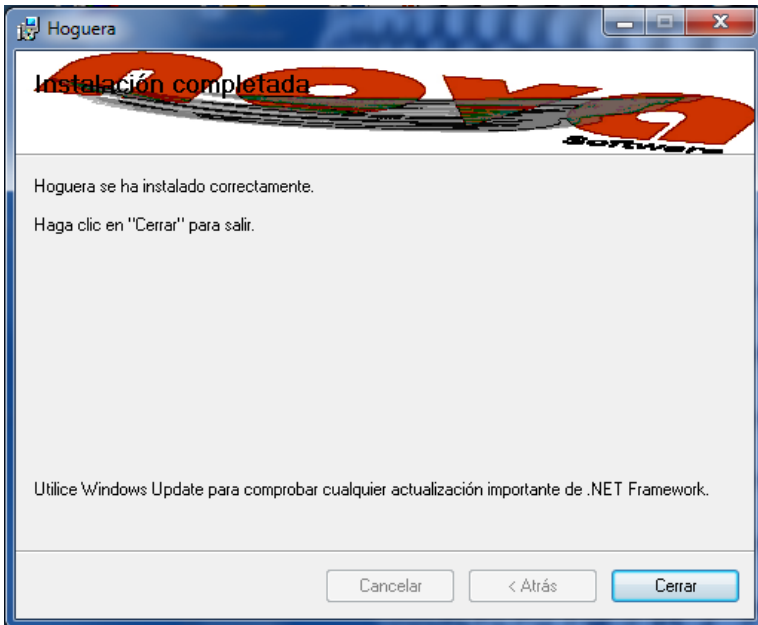 Hoguera
Instalación completada
Software
Hoguera se ha instalado correctamente.
Haga clic en "Cerrar" para salir.
Utilice Windows Update para comprobar cualquier actualización importante de .NET Framework.
Cancelar
< Atrás
Cerrar